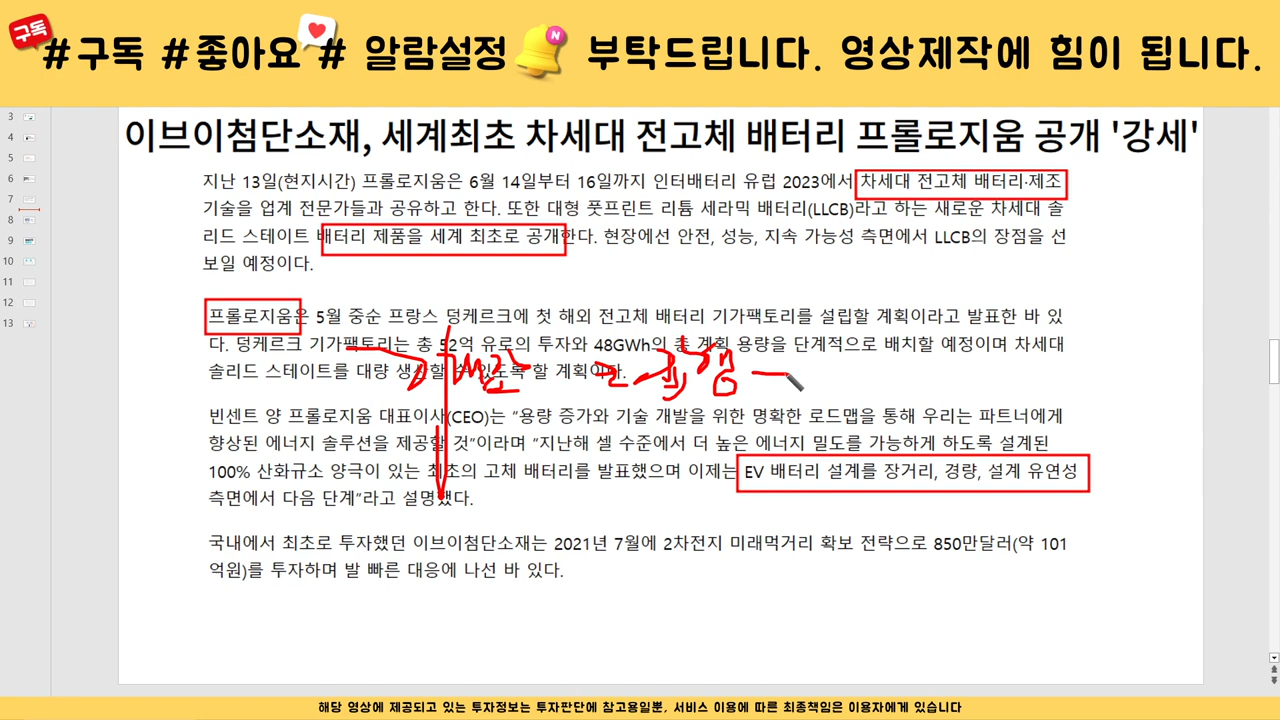 구독
#구독 #좋아요 # 알람설정 N 부탁드립니다. 영상제작에 힘이 됩니다.
이브이첨단소재, 세계최초 차세대 전고체 배터리 프롤로지움 공개 '강세'
지난 13일(현지시간) 프롤로지움은 6월 14일부터 16일까지 인터배터리 유럽 2023에서 차세대 전고체 배터리·제조
기술을 업계 전문가들과 공유하고 한다. 또한 대형 풋프린트 리튬 세라믹 배터리(LLCB)라고 하는 새로운 차세대 솔
리드 스테이트 배터리 제품을 세계 최초로 공개한다. 현장에선 안전, 성능, 지속 가능성 측면에서 LLCB의 장점을 선
보일 예정이다.
프롤로지움은 5월 중순 프랑스 덩케르크에 첫 해외 전고체 배터리 기가팩토리를 설립할 계획이라고 발표한 바 있
다. 덩케르크 기가팩토리는 총 52억 유로의 투자와 48GWh의 총 계획 용량을 단계적으로 배치할 예정이며 차세대
솔리드 스테이트를 대량 생산할 수 있도록 할 계획이다.
빈센트 양 프롤로지움 대표이사(CEO)는 “용량 증가와 기술 개발을 위한 명확한 로드맵을 통해 우리는 파트너에게
향상된 에너지 솔루션을 제공할 것”이라며 “지난해 셀 수준에서 더 높은 에너지 밀도를 가능하게 하도록 설계된
100% 산화규소 양극이 있는 최초의 고체 배터리를 발표했으며 이제는 EV 배터리 설계를 장거리, 경량, 설계 유연성
측면에서 다음 단계”라고 설명했다.
국내에서 최초로 투자했던 이브이첨단소재는 2021년 7월에 2차전지 미래먹거리 확보 전략으로 850만달러(약 101
억원)를 투자하며 발 빠른 대응에 나선 바 있다.
3
4
5
6
7
8
9
10
11
12
13
해당 영상에 제공되고 있는 투자정보는 투자판단에 참고용일뿐, 서비스 이용에 따른 최종책임은 이용자에게 있습니다